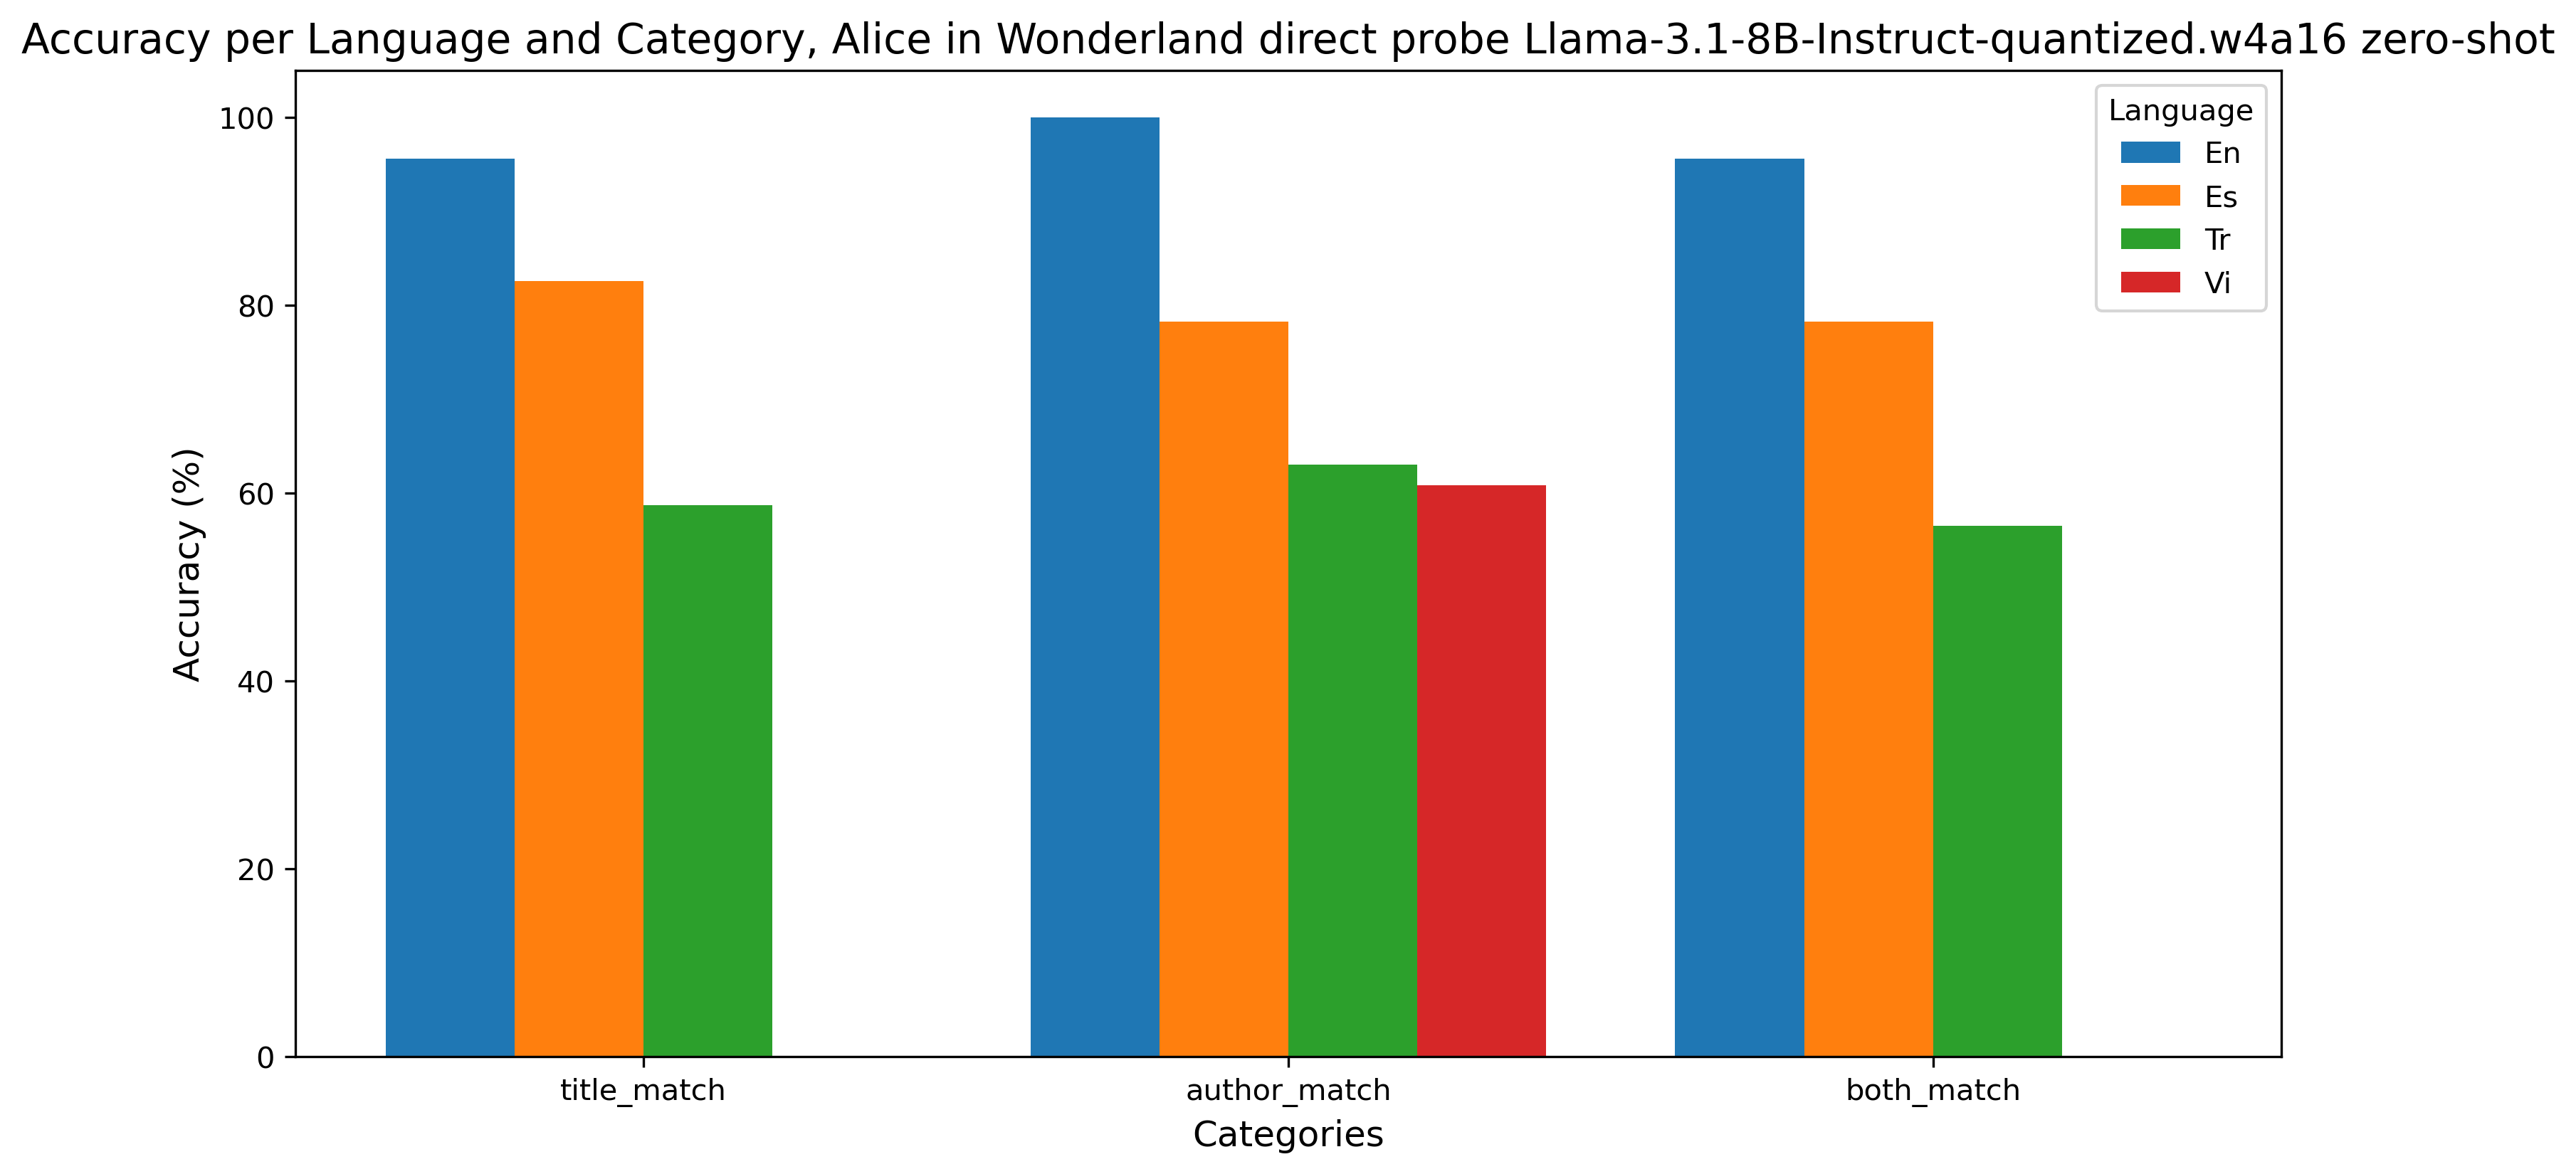 Accuracy per Language and Category, Alice in Wonderland direct probe Llama-3.1-8B-Instruct-quantized.w4a16 zero-shot
Language
En
Es
Tr
Vi
Accuracy (%)
100
80
60
40
20
0
title_match
author_match
both_match
Categories